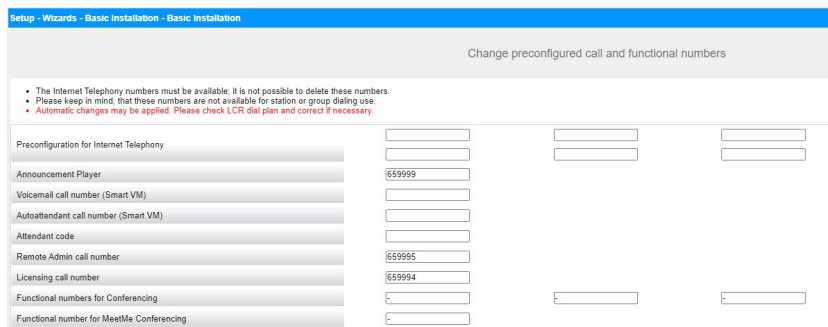 Setup - Wizards - Basic Installation - Basic Installation
Change preconfigured call and functional numbers
The Internet Telephony numbers must be available; it is not possible to delete these numbers.
Please keep in mind, that these numbers are not available for station or group dialing use.
Automatic changes may be applied. Please check LCR dial plan and correct if necessary.
Preconfiguration for Internet Telephony
Announcement Player 659999
Voicemail call number (Smart VM)
Autoattendant call number (Smart VM)
Attendant code
Remote Admin call number 659995
Licensing call number 659994
Functional numbers for Conferencing - - -
Functional number for MeetMe Conferencing -